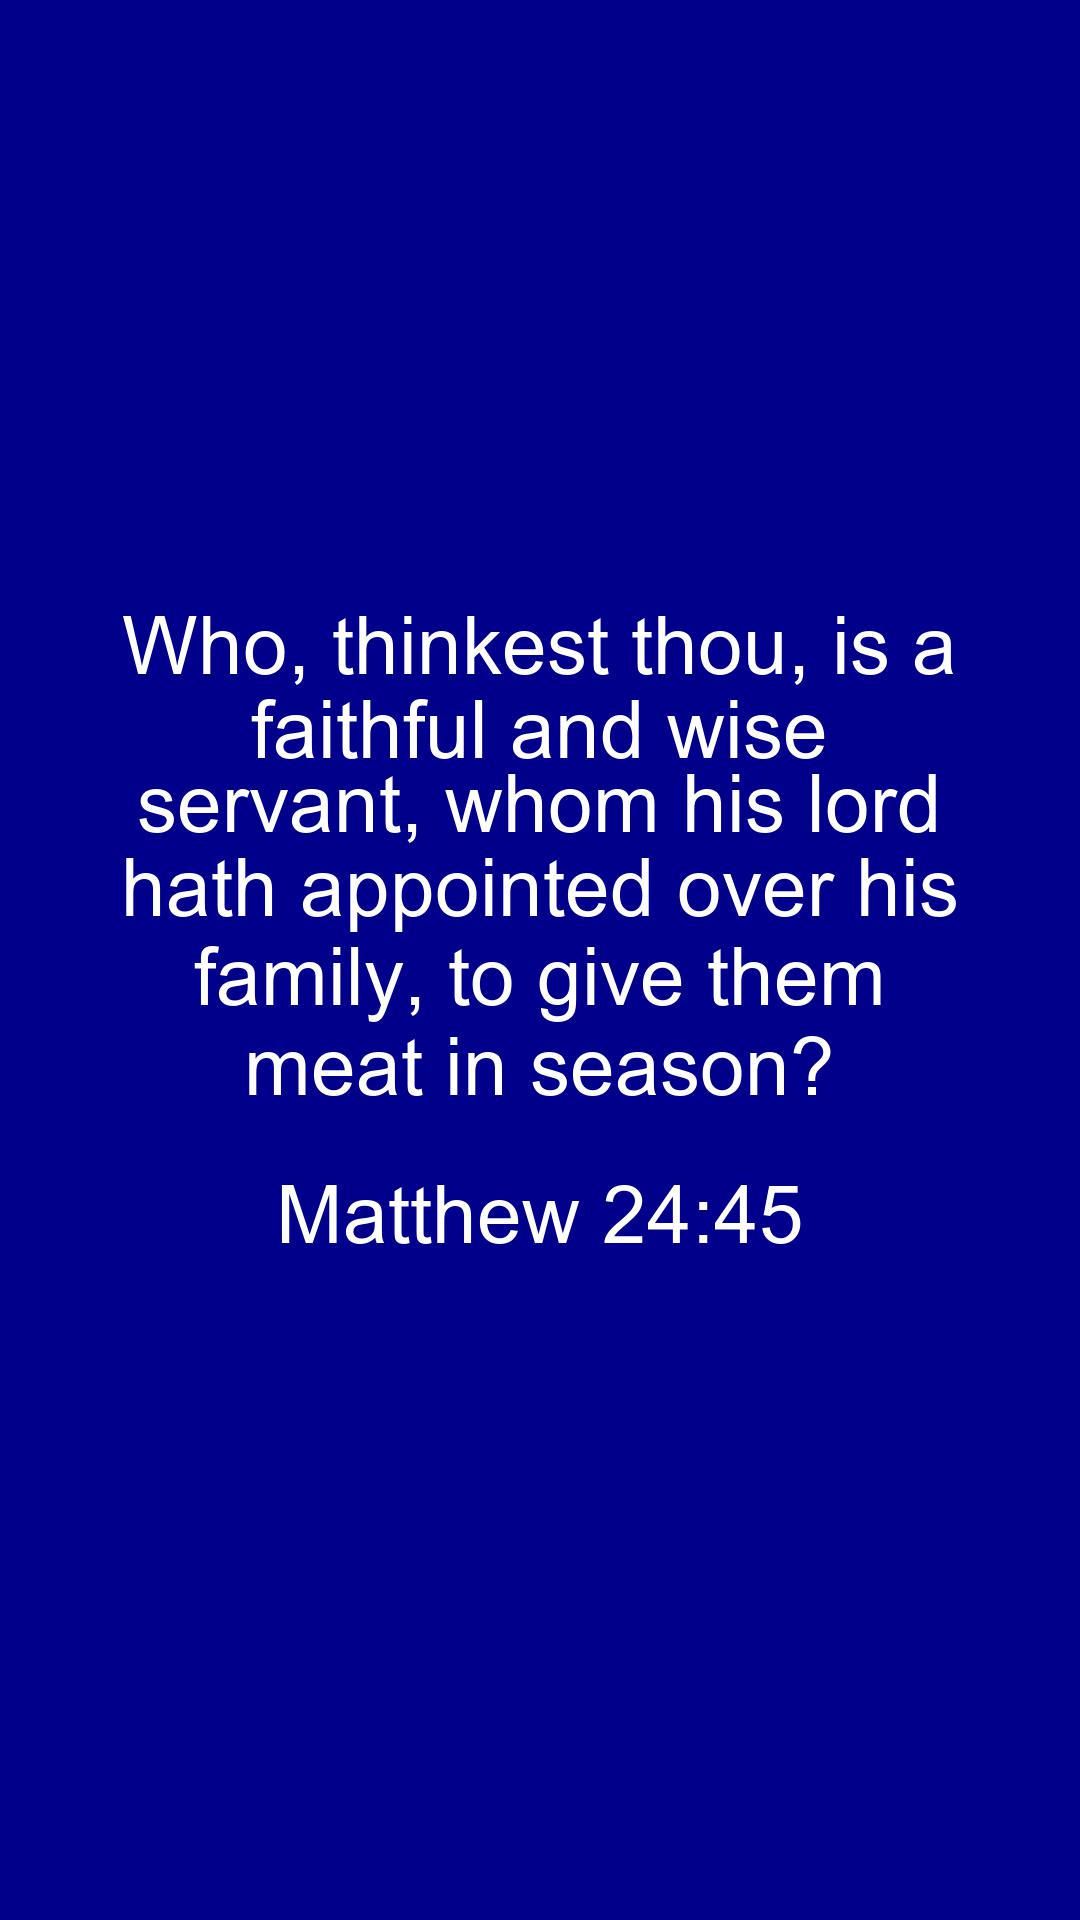 Who, thinkest thou, is a
faithful and wise
servant, whom his lord
hath appointed over his
family, to give them
meat in season?
Matthew 24:45